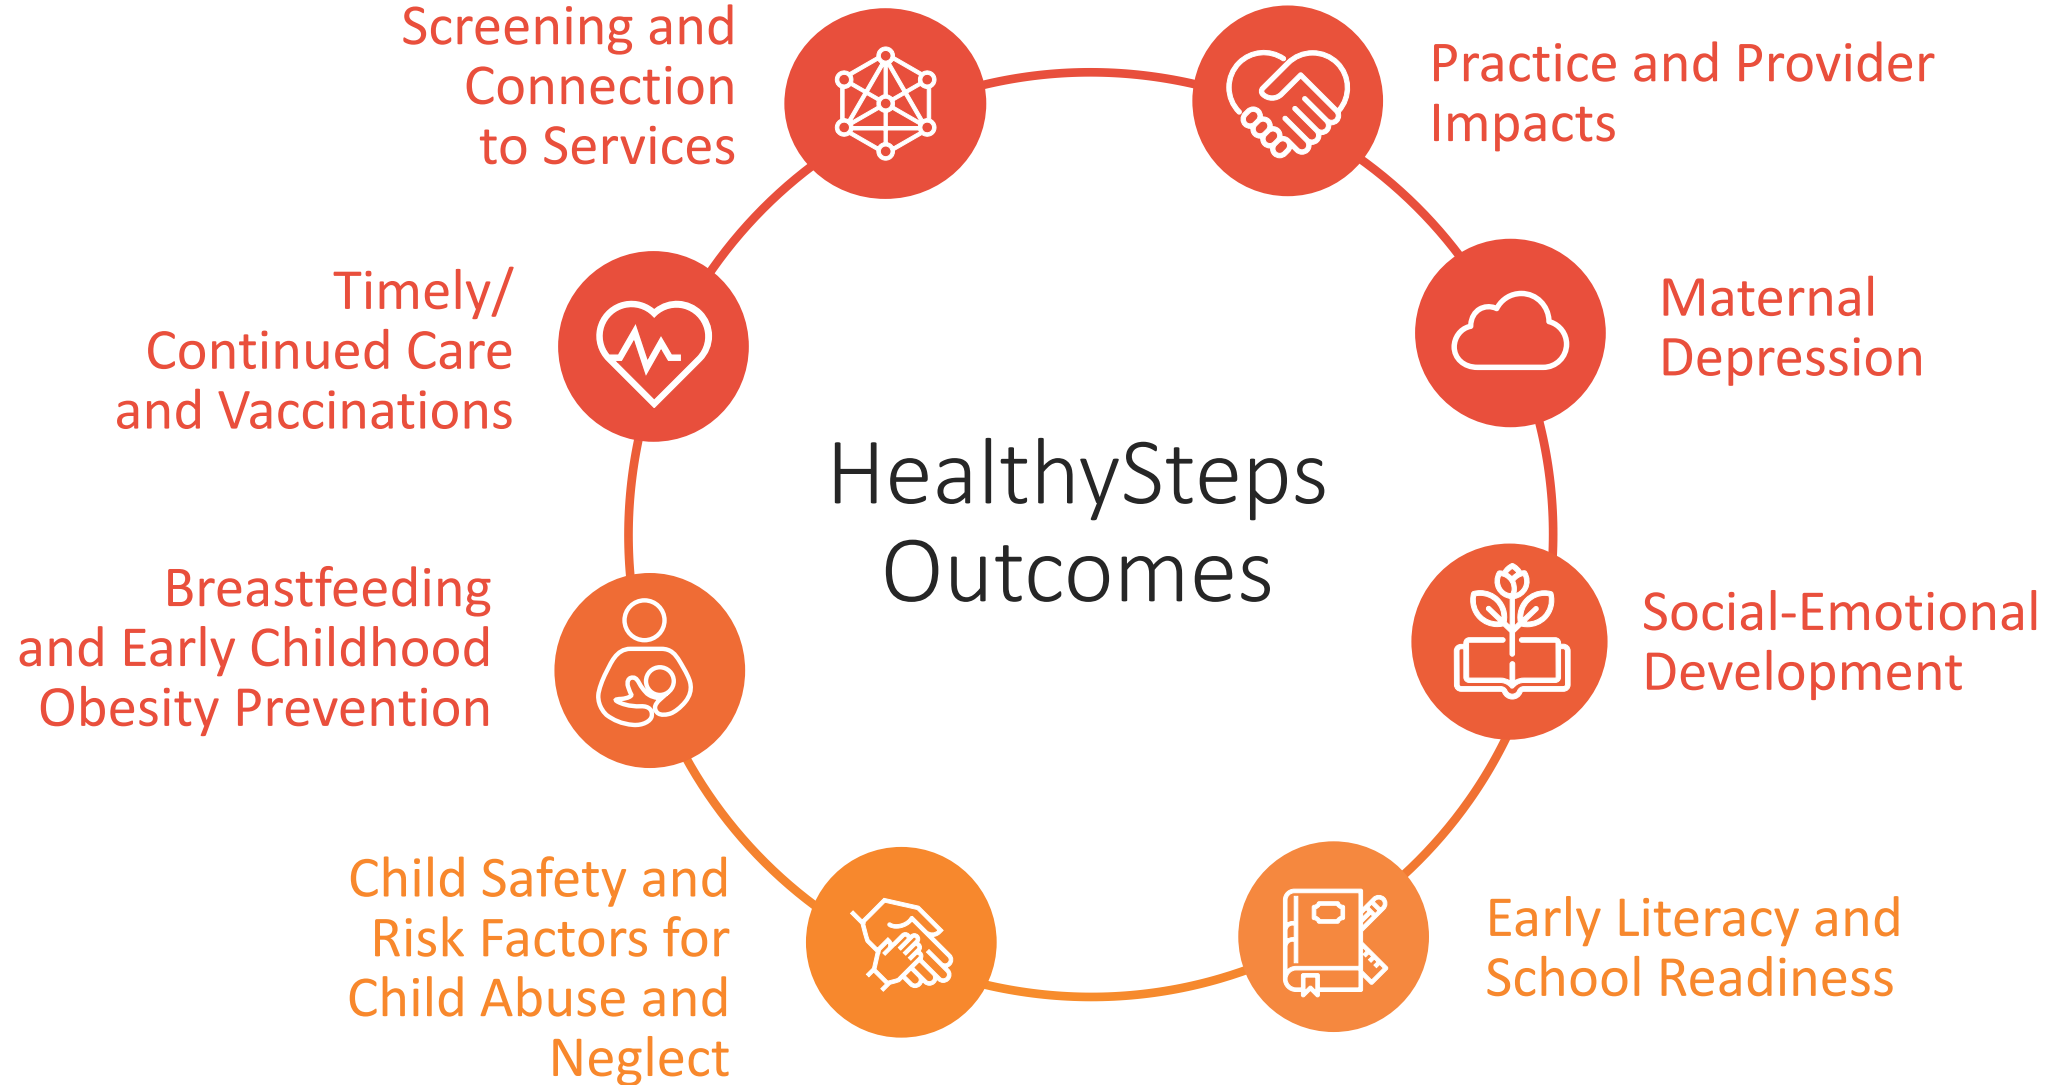 Screening and
Connection
to Services
Practice and Provider
Impacts
Timely/
Continued Care
and Vaccinations
Maternal
Depression
HealthySteps
Outcomes
Breastfeeding
and Early Childhood
Obesity Prevention
Social-Emotional
Development
Child Safety and
Risk Factors for
Child Abuse and
Neglect
Early Literacy and
School Readiness